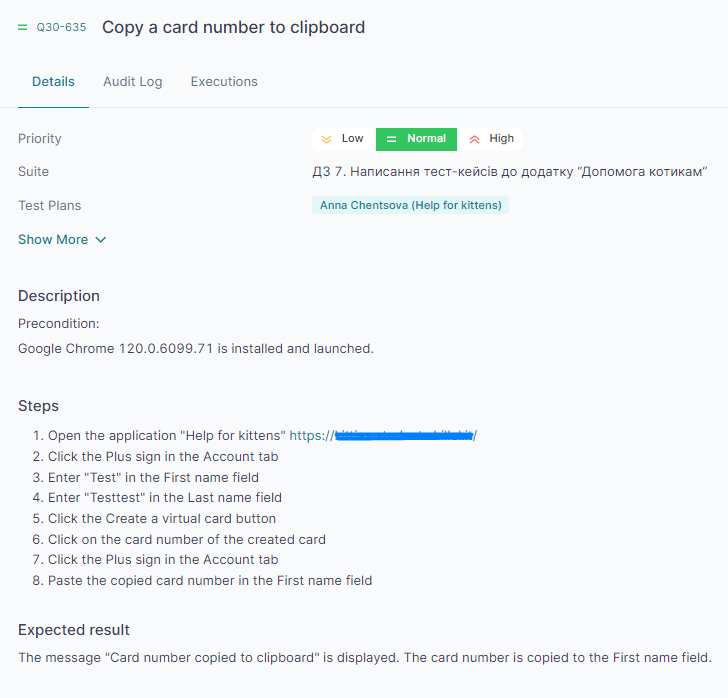 Q30-635 Copy a card number to clipboard
Details Audit Log Executions
Priority Low Normal High
Suite ДЗ 7. Написання тест-кейсів до додатку “Допомога котикам”
Test Plans Anna Chentsova (Help for kittens)
Show More
Description
Precondition:
Google Chrome 120.0.6099.71 is installed and launched.
Steps
1. Open the application "Help for kittens" https:///
2. Click the Plus sign in the Account tab
3. Enter "Test" in the First name field
4. Enter "Testtest" in the Last name field
5. Click the Create a virtual card button
6. Click on the card number of the created card
7. Click the Plus sign in the Account tab
8. Paste the copied card number in the First name field
Expected result
The message "Card number copied to clipboard" is displayed. The card number is copied to the First name field.